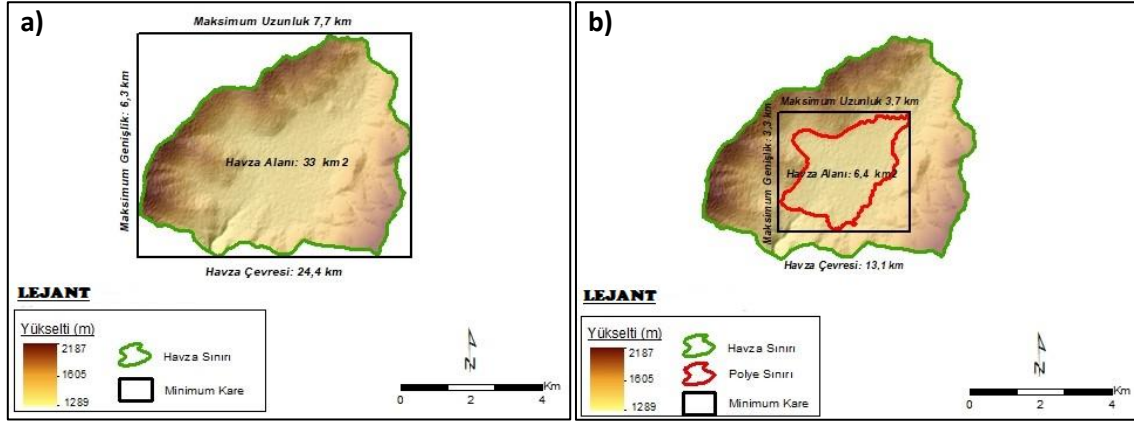 a)
Maksimum Uzunluk 7,7 km
Maksimum Genişlik: 6,3 km
Havza Alanı: 33 km2
Havza Çevresi: 24,4 km
LEJANT
Yükselti (m)
2187
1605
1289
Havza Sınırı
Minimum Kare
N
Km
0 2 4
b)
Maksimum Uzunluk 3,7 km
Maksimum Genişlik: 3,3 km
Havza Alanı: 6,4 km2
Havza Çevresi: 13,1 km
LEJANT
Yükselti (m)
2187
1605
1289
Havza Sınırı
Polye Sınırı
Minimum Kare
N
Km
0 2 4